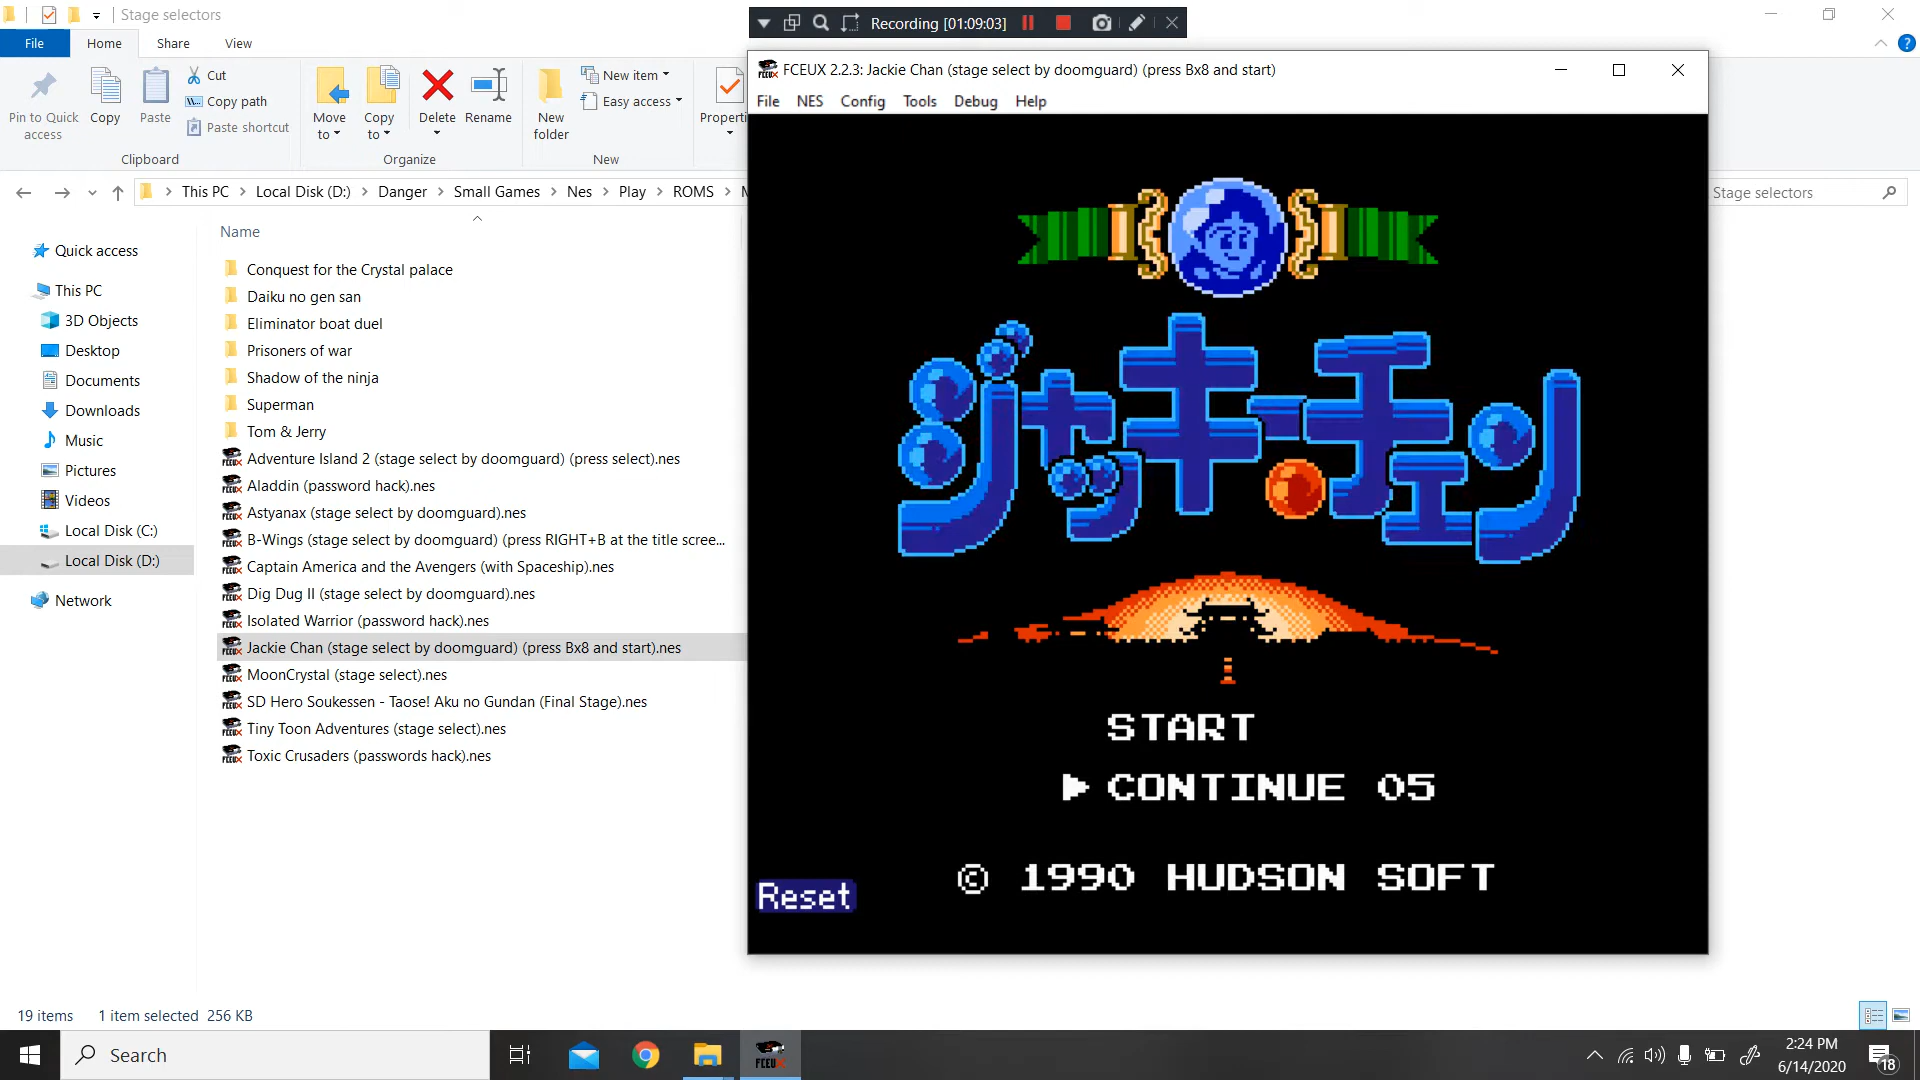 Stage selectors
File
Home
Share
View
Pin to Quick access
Copy
Paste
Cut
Copy path
Paste shortcut
Clipboard
Move to
Copy to
Delete
Rename
Organize
New folder
New item
Easy access
New
Properti
This PC
Local Disk (D:)
Danger
Small Games
Nes
Play
ROMS
Stage selectors
Quick access
This PC
3D Objects
Desktop
Documents
Downloads
Music
Pictures
Videos
Local Disk (C:)
Local Disk (D:)
Network
Name
Conquest for the Crystal palace
Daiku no gen san
Eliminator boat duel
Prisoners of war
Shadow of the ninja
Superman
Tom & Jerry
Adventure Island 2 (stage select by doomguard) (press select).nes
Aladdin (password hack).nes
Astyanax (stage select by doomguard).nes
B-Wings (stage select by doomguard) (press RIGHT+B at the title scree...
Captain America and the Avengers (with Spaceship).nes
Dig Dug II (stage select by doomguard).nes
Isolated Warrior (password hack).nes
Jackie Chan (stage select by doomguard) (press Bx8 and start).nes
MoonCrystal (stage select).nes
SD Hero Soukessen - Taose! Aku no Gundan (Final Stage).nes
Tiny Toon Adventures (stage select).nes
Toxic Crusaders (passwords hack).nes
19 items
1 item selected 256 KB
Recording [01:09:03]
FCEUX 2.2.3: Jackie Chan (stage select by doomguard) (press Bx8 and start)
File NES Config Tools Debug Help
ジャッキー・チェン
START
CONTINUE 05
© 1990 HUDSON SOFT
Reset
Search
2:24 PM
6/14/2020
18